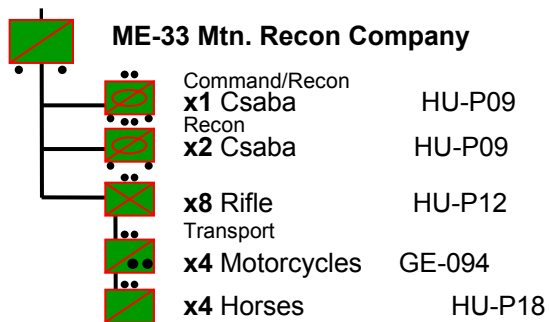 ME-33 Mtn. Recon Company
Command/Recon
x1 Csaba HU-P09
Recon
x2 Csaba HU-P09
x8 Rifle HU-P12
Transport
x4 Motorcycles GE-094
x4 Horses HU-P18